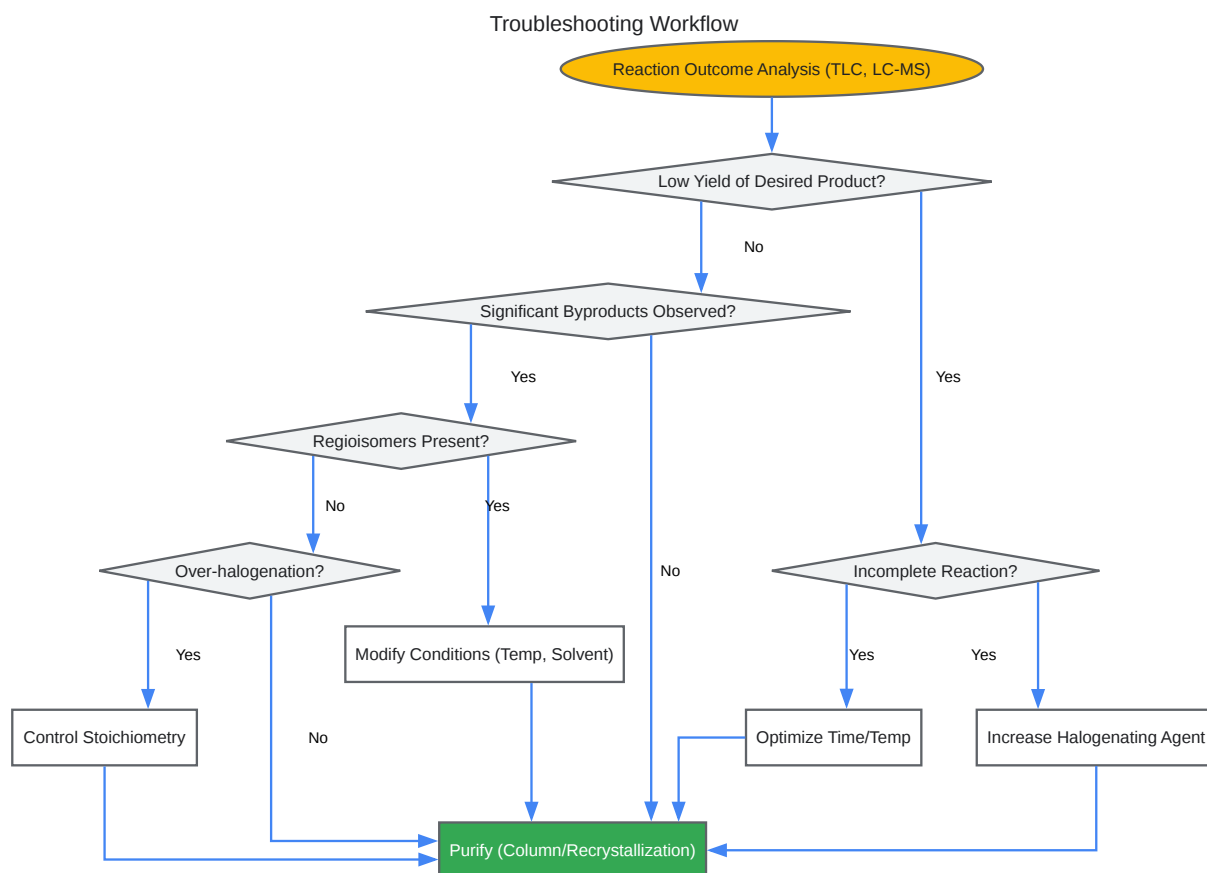 Troubleshooting Workflow
Reaction Outcome Analysis (TLC, LC-MS)
Low Yield of Desired Product?
No
Significant Byproducts Observed?
Yes
Yes
Regioisomers Present?
No
Yes
Over-halogenation?
No
Incomplete Reaction?
Yes
Modify Conditions (Temp, Solvent)
Yes
Yes
Control Stoichiometry
No
Optimize Time/Temp
Increase Halogenating Agent
Purify (Column/Recrystallization)